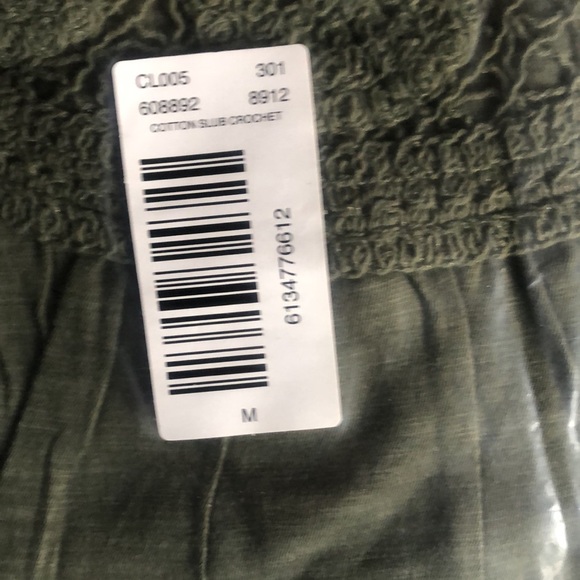 CL005 301
608892 8912
COTTON SLUB CROCHET
6134776612
M